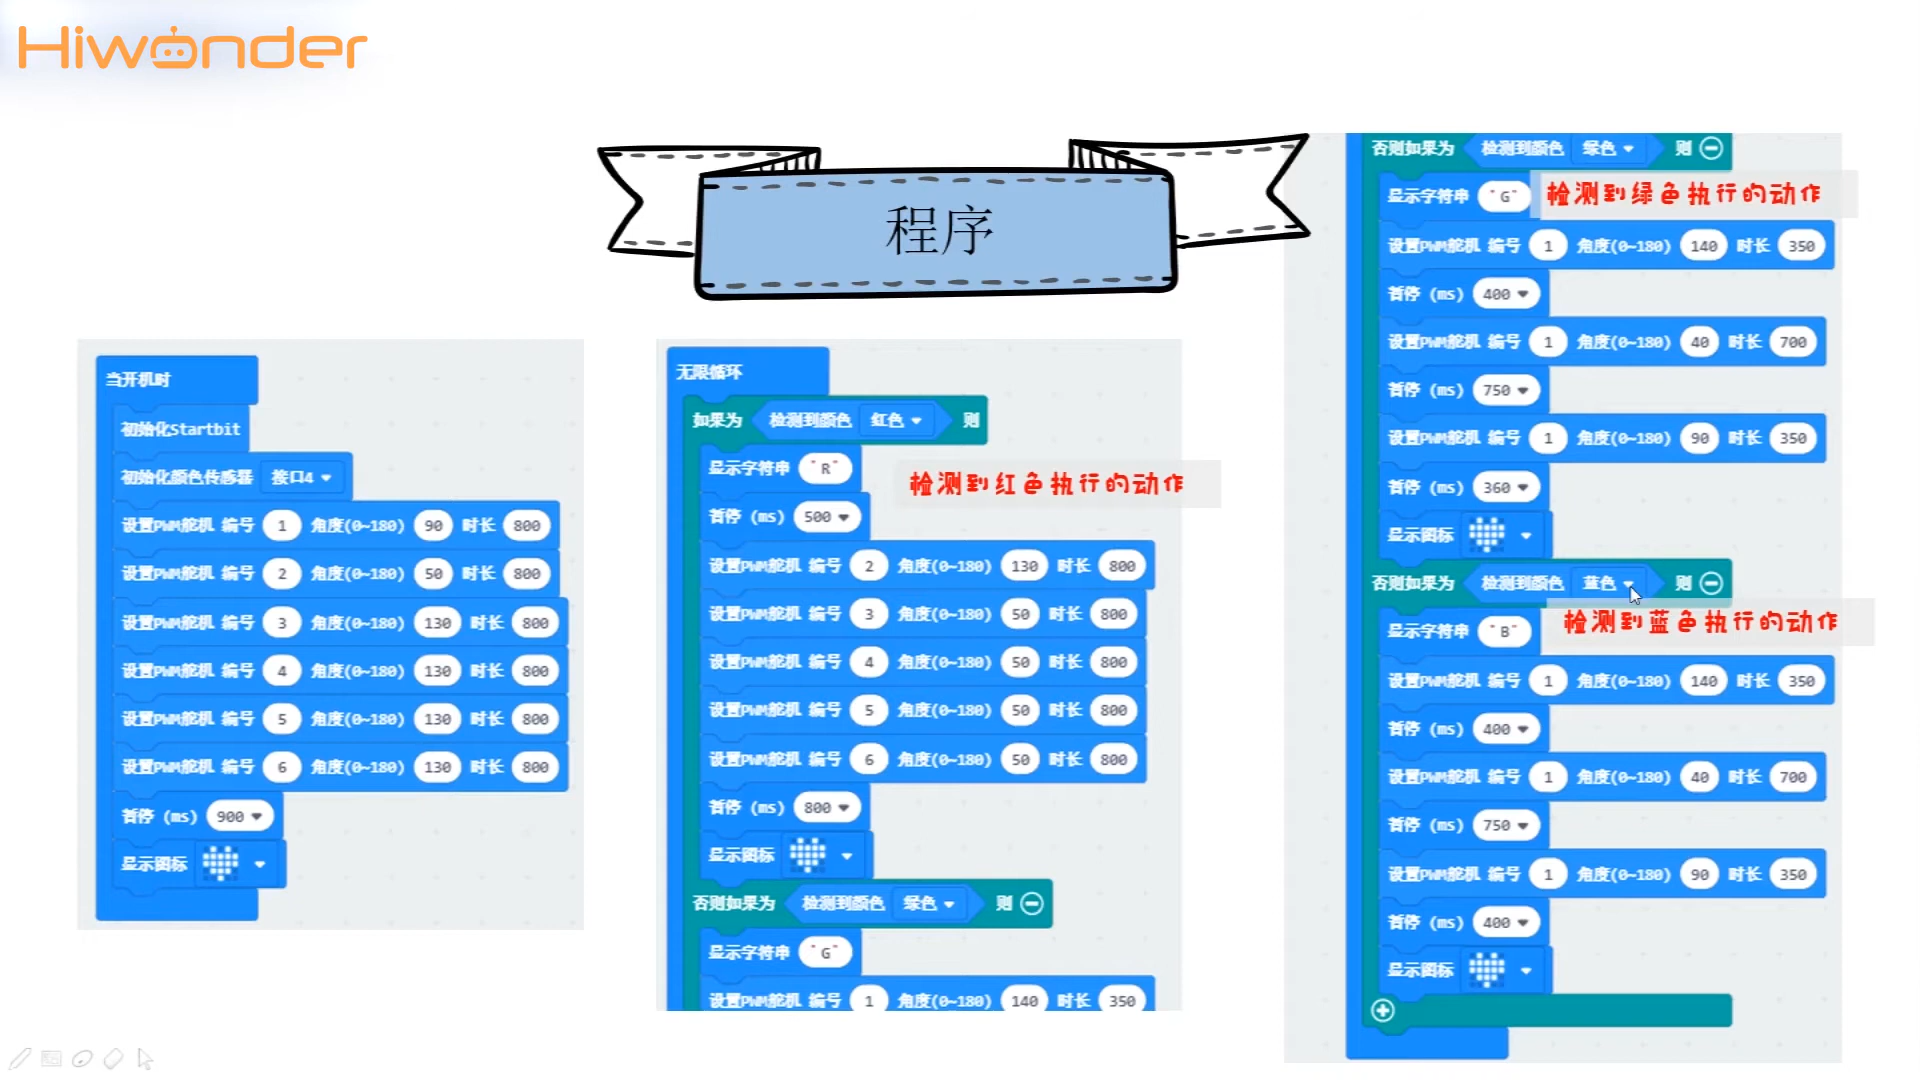 Hiwonder
程序
当开机时
初始化Startbit
初始化颜色传感器 接口4
设置PWM舵机 编号 1 角度(0~180) 90 时长 800
设置PWM舵机 编号 2 角度(0~180) 50 时长 800
设置PWM舵机 编号 3 角度(0~180) 130 时长 800
设置PWM舵机 编号 4 角度(0~180) 130 时长 800
设置PWM舵机 编号 5 角度(0~180) 130 时长 800
设置PWM舵机 编号 6 角度(0~180) 130 时长 800
暂停 (ms) 900
显示图标
无限循环
如果为 检测到颜色 红色 则
显示字符串 "R"
检测到红色执行的动作
暂停 (ms) 500
设置PWM舵机 编号 2 角度(0~180) 130 时长 800
设置PWM舵机 编号 3 角度(0~180) 50 时长 800
设置PWM舵机 编号 4 角度(0~180) 50 时长 800
设置PWM舵机 编号 5 角度(0~180) 50 时长 800
设置PWM舵机 编号 6 角度(0~180) 50 时长 800
暂停 (ms) 800
显示图标
否则如果为 检测到颜色 绿色 则
显示字符串 "G"
设置PWM舵机 编号 1 角度(0~180) 140 时长 350
否则如果为 检测到颜色 绿色 则
显示字符串 "G" 检测到绿色执行的动作
设置PWM舵机 编号 1 角度(0~180) 140 时长 350
暂停 (ms) 400
设置PWM舵机 编号 1 角度(0~180) 40 时长 700
暂停 (ms) 750
设置PWM舵机 编号 1 角度(0~180) 90 时长 350
暂停 (ms) 360
显示图标
否则如果为 检测到颜色 蓝色 则
显示字符串 "B" 检测到蓝色执行的动作
设置PWM舵机 编号 1 角度(0~180) 140 时长 350
暂停 (ms) 400
设置PWM舵机 编号 1 角度(0~180) 40 时长 700
暂停 (ms) 750
设置PWM舵机 编号 1 角度(0~180) 90 时长 350
暂停 (ms) 400
显示图标